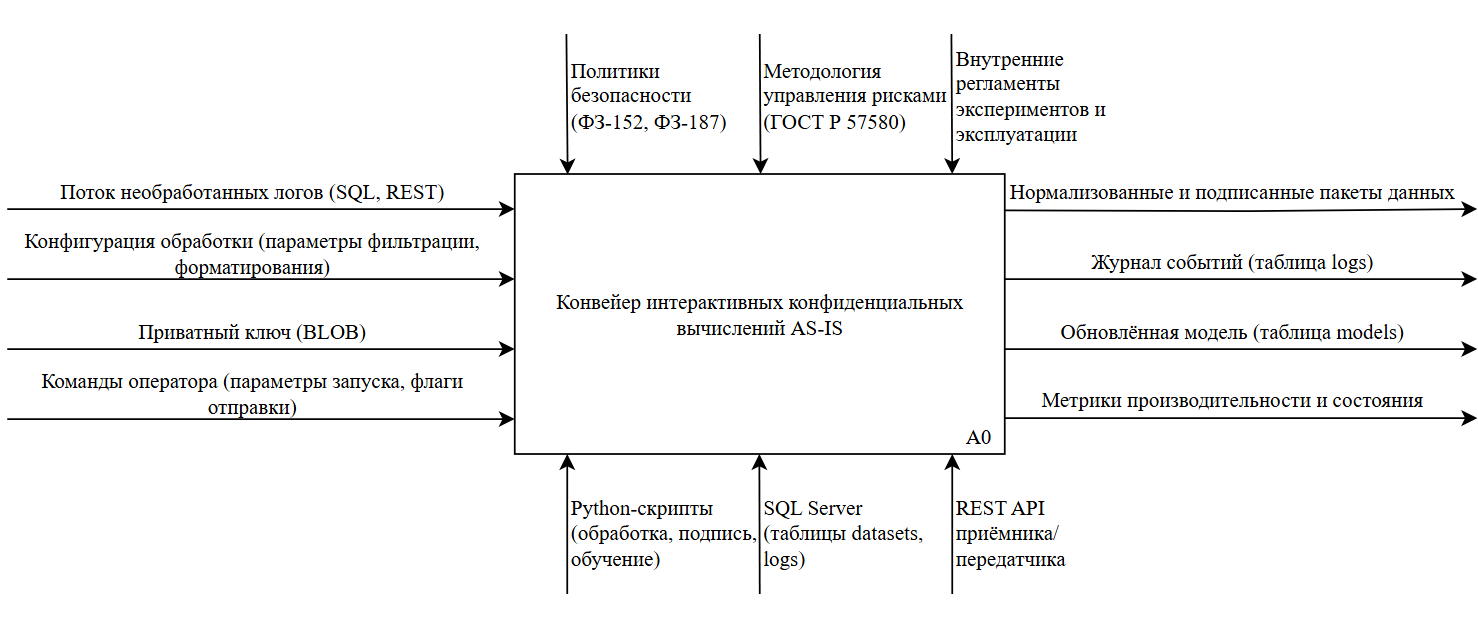 Политики
безопасности
(ФЗ-152, ФЗ-187)
Методология
управления рисками
(ГОСТ Р 57580)
Внутренние
регламенты
экспериментов и
эксплуатации
Поток необработанных логов (SQL, REST)
Конфигурация обработки (параметры фильтрации,
форматирования)
Приватный ключ (BLOB)
Команды оператора (параметры запуска, флаги
отправки)
Конвейер интерактивных конфиденциальных
вычислений AS-IS
A0
Нормализованные и подписанные пакеты данных
Журнал событий (таблица logs)
Обновлённая модель (таблица models)
Метрики производительности и состояния
Python-скрипты
(обработка, подпись,
обучение)
SQL Server
(таблицы datasets,
logs)
REST API
приёмника/
передатчика